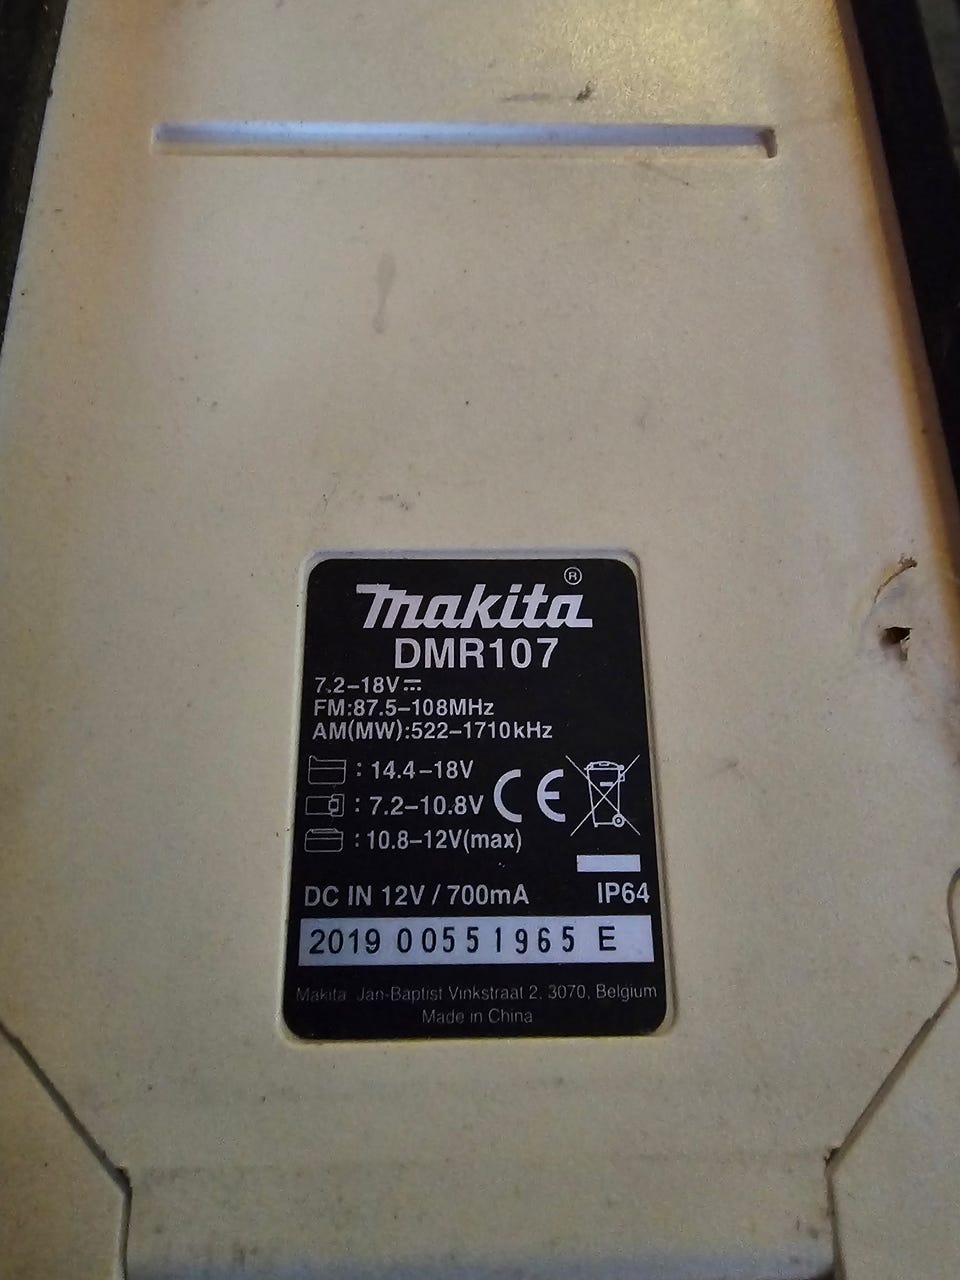 makita®
DMR107
7.2–18V⎓
FM:87.5–108MHz
AM(MW):522–1710kHz
: 14.4–18V
: 7.2–10.8V
CE
: 10.8–12V(max)
DC IN 12V / 700mA IP64
2019 00551965 E
Makita Jan-Baptist Vinkstraat 2, 3070, Belgium
Made in China